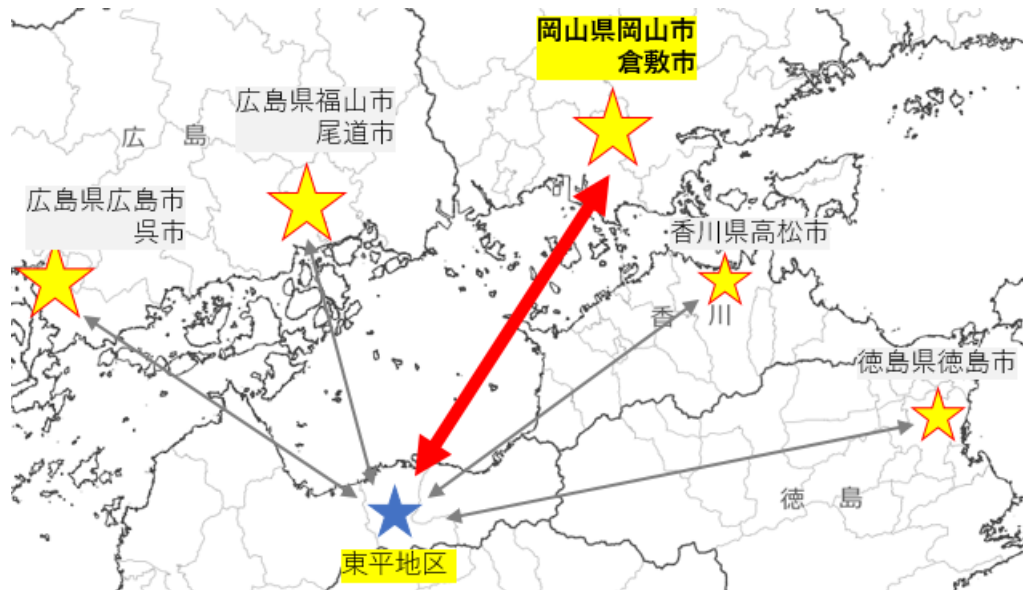 岡山県岡山市
倉敷市
広島県福山市
尾道市
広島
広島県広島市
呉市
香川県高松市
香川
徳島県徳島市
徳島
東平地区